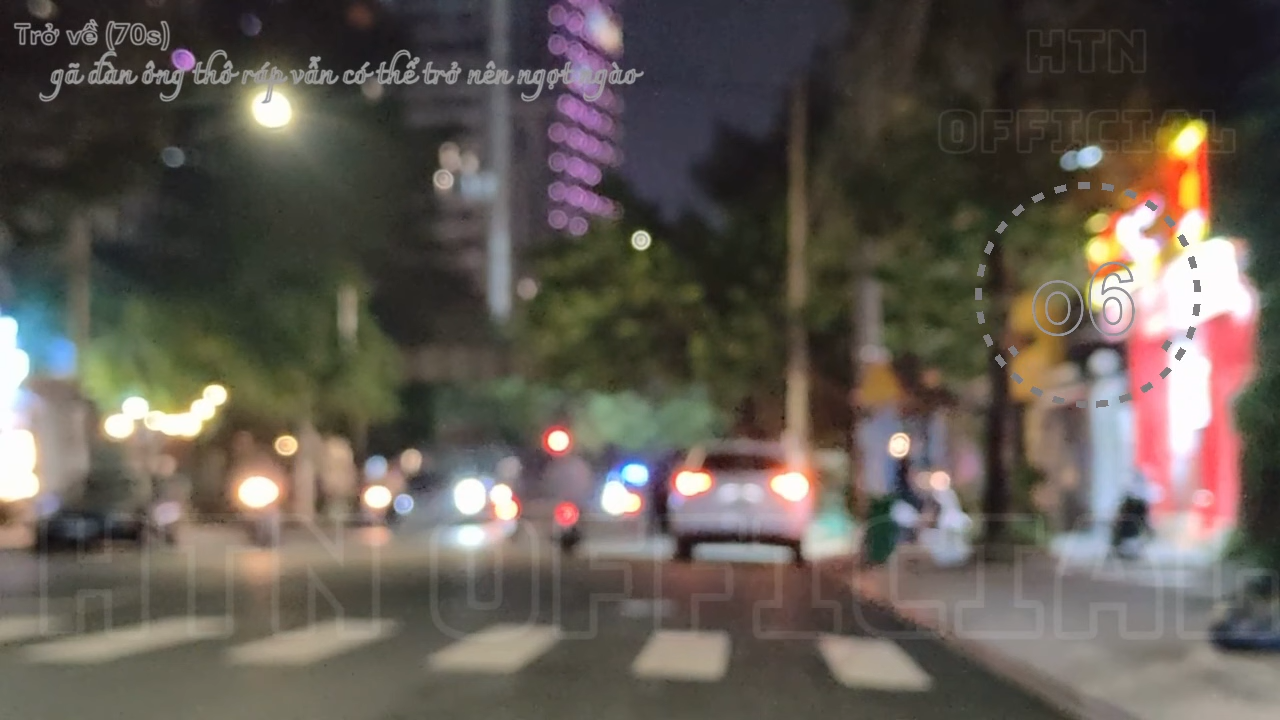 Trở về (70s)
gã đàn ông thô ráp vẫn có thể trở nên ngọt ngào
HTN
OFFICIAL
06
HTN OFFICIAL